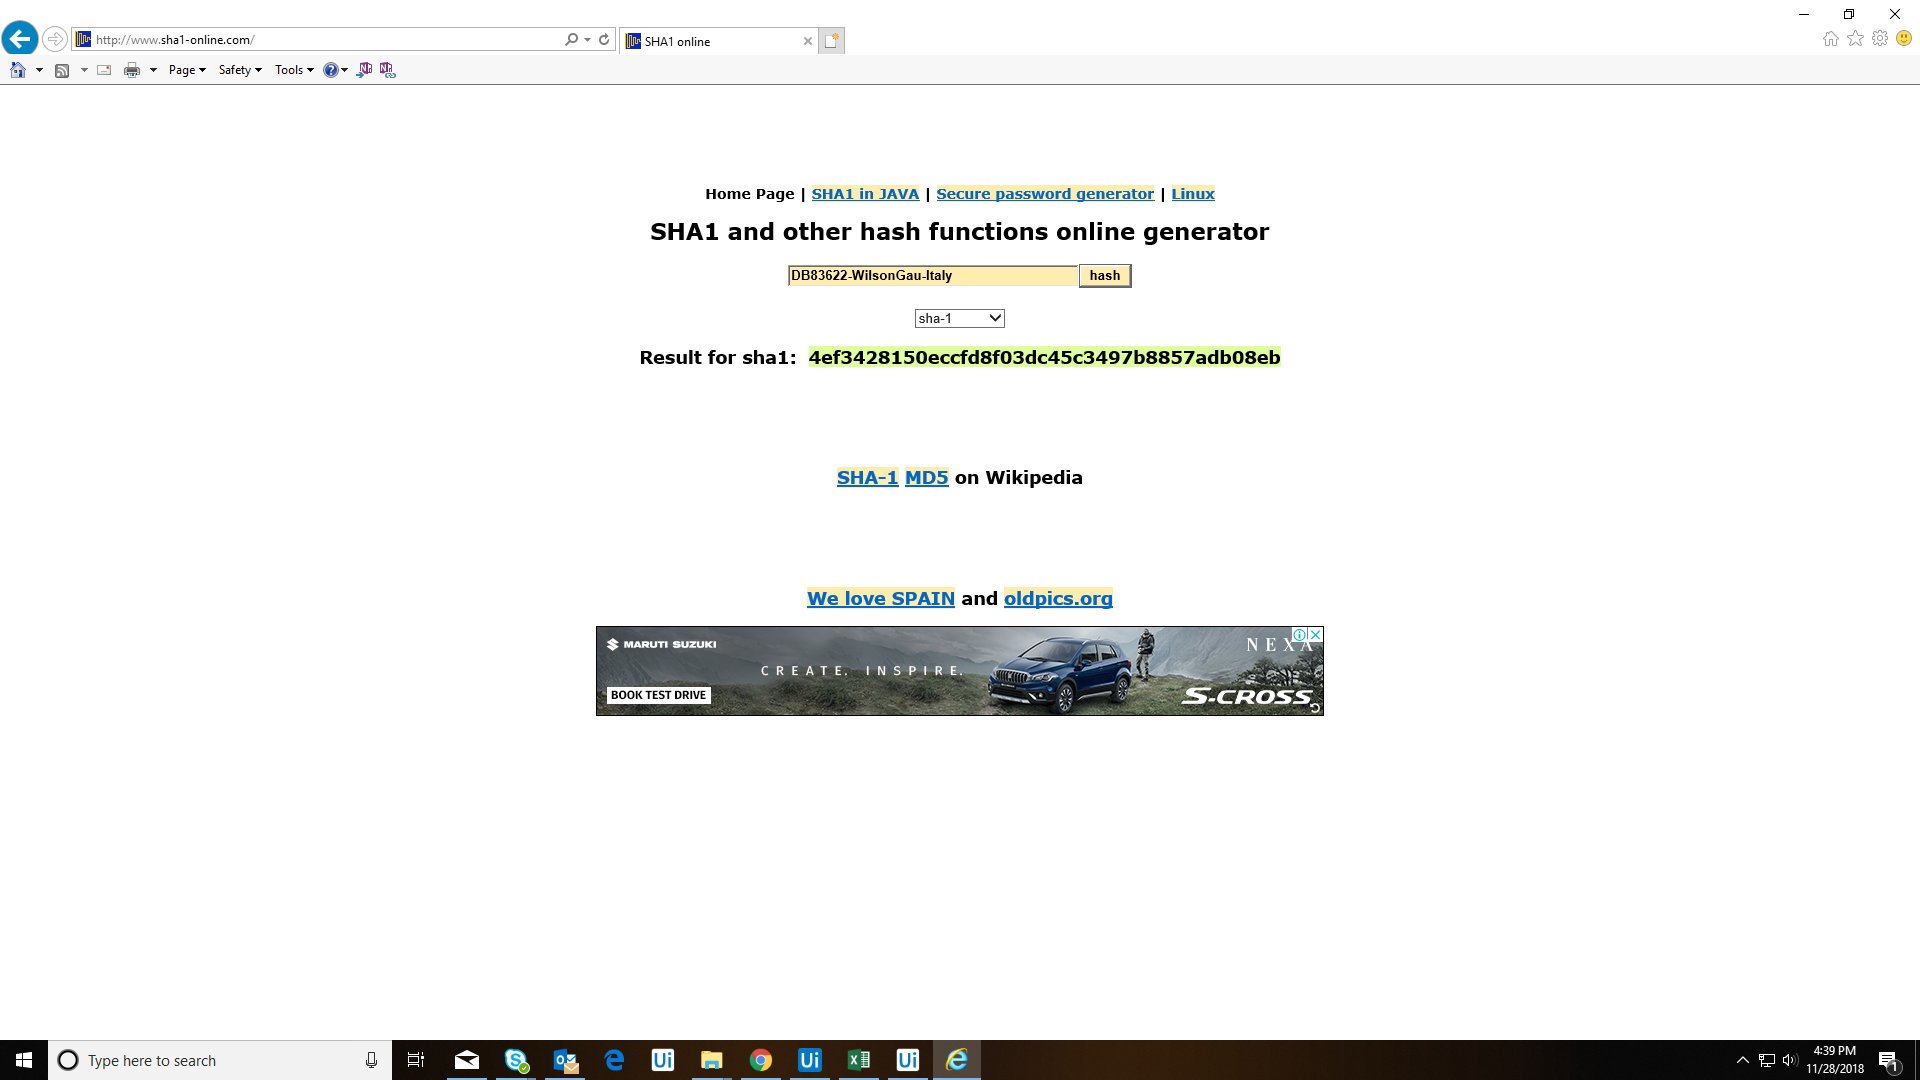 http://www.sha1-online.com/
SHA1 online
Page
Safety
Tools
Home Page | SHA1 in JAVA | Secure password generator | Linux
SHA1 and other hash functions online generator
DB83622-WilsonGau-Italy
hash
sha-1
Result for sha1: 4ef3428150eccfd8f03dc45c3497b8857adb08eb
SHA-1 MD5 on Wikipedia
We love SPAIN and oldpics.org
MARUTI SUZUKI
NEXA
CREATE. INSPIRE.
BOOK TEST DRIVE
S-CROSS
Type here to search
4:39 PM
11/28/2018
1